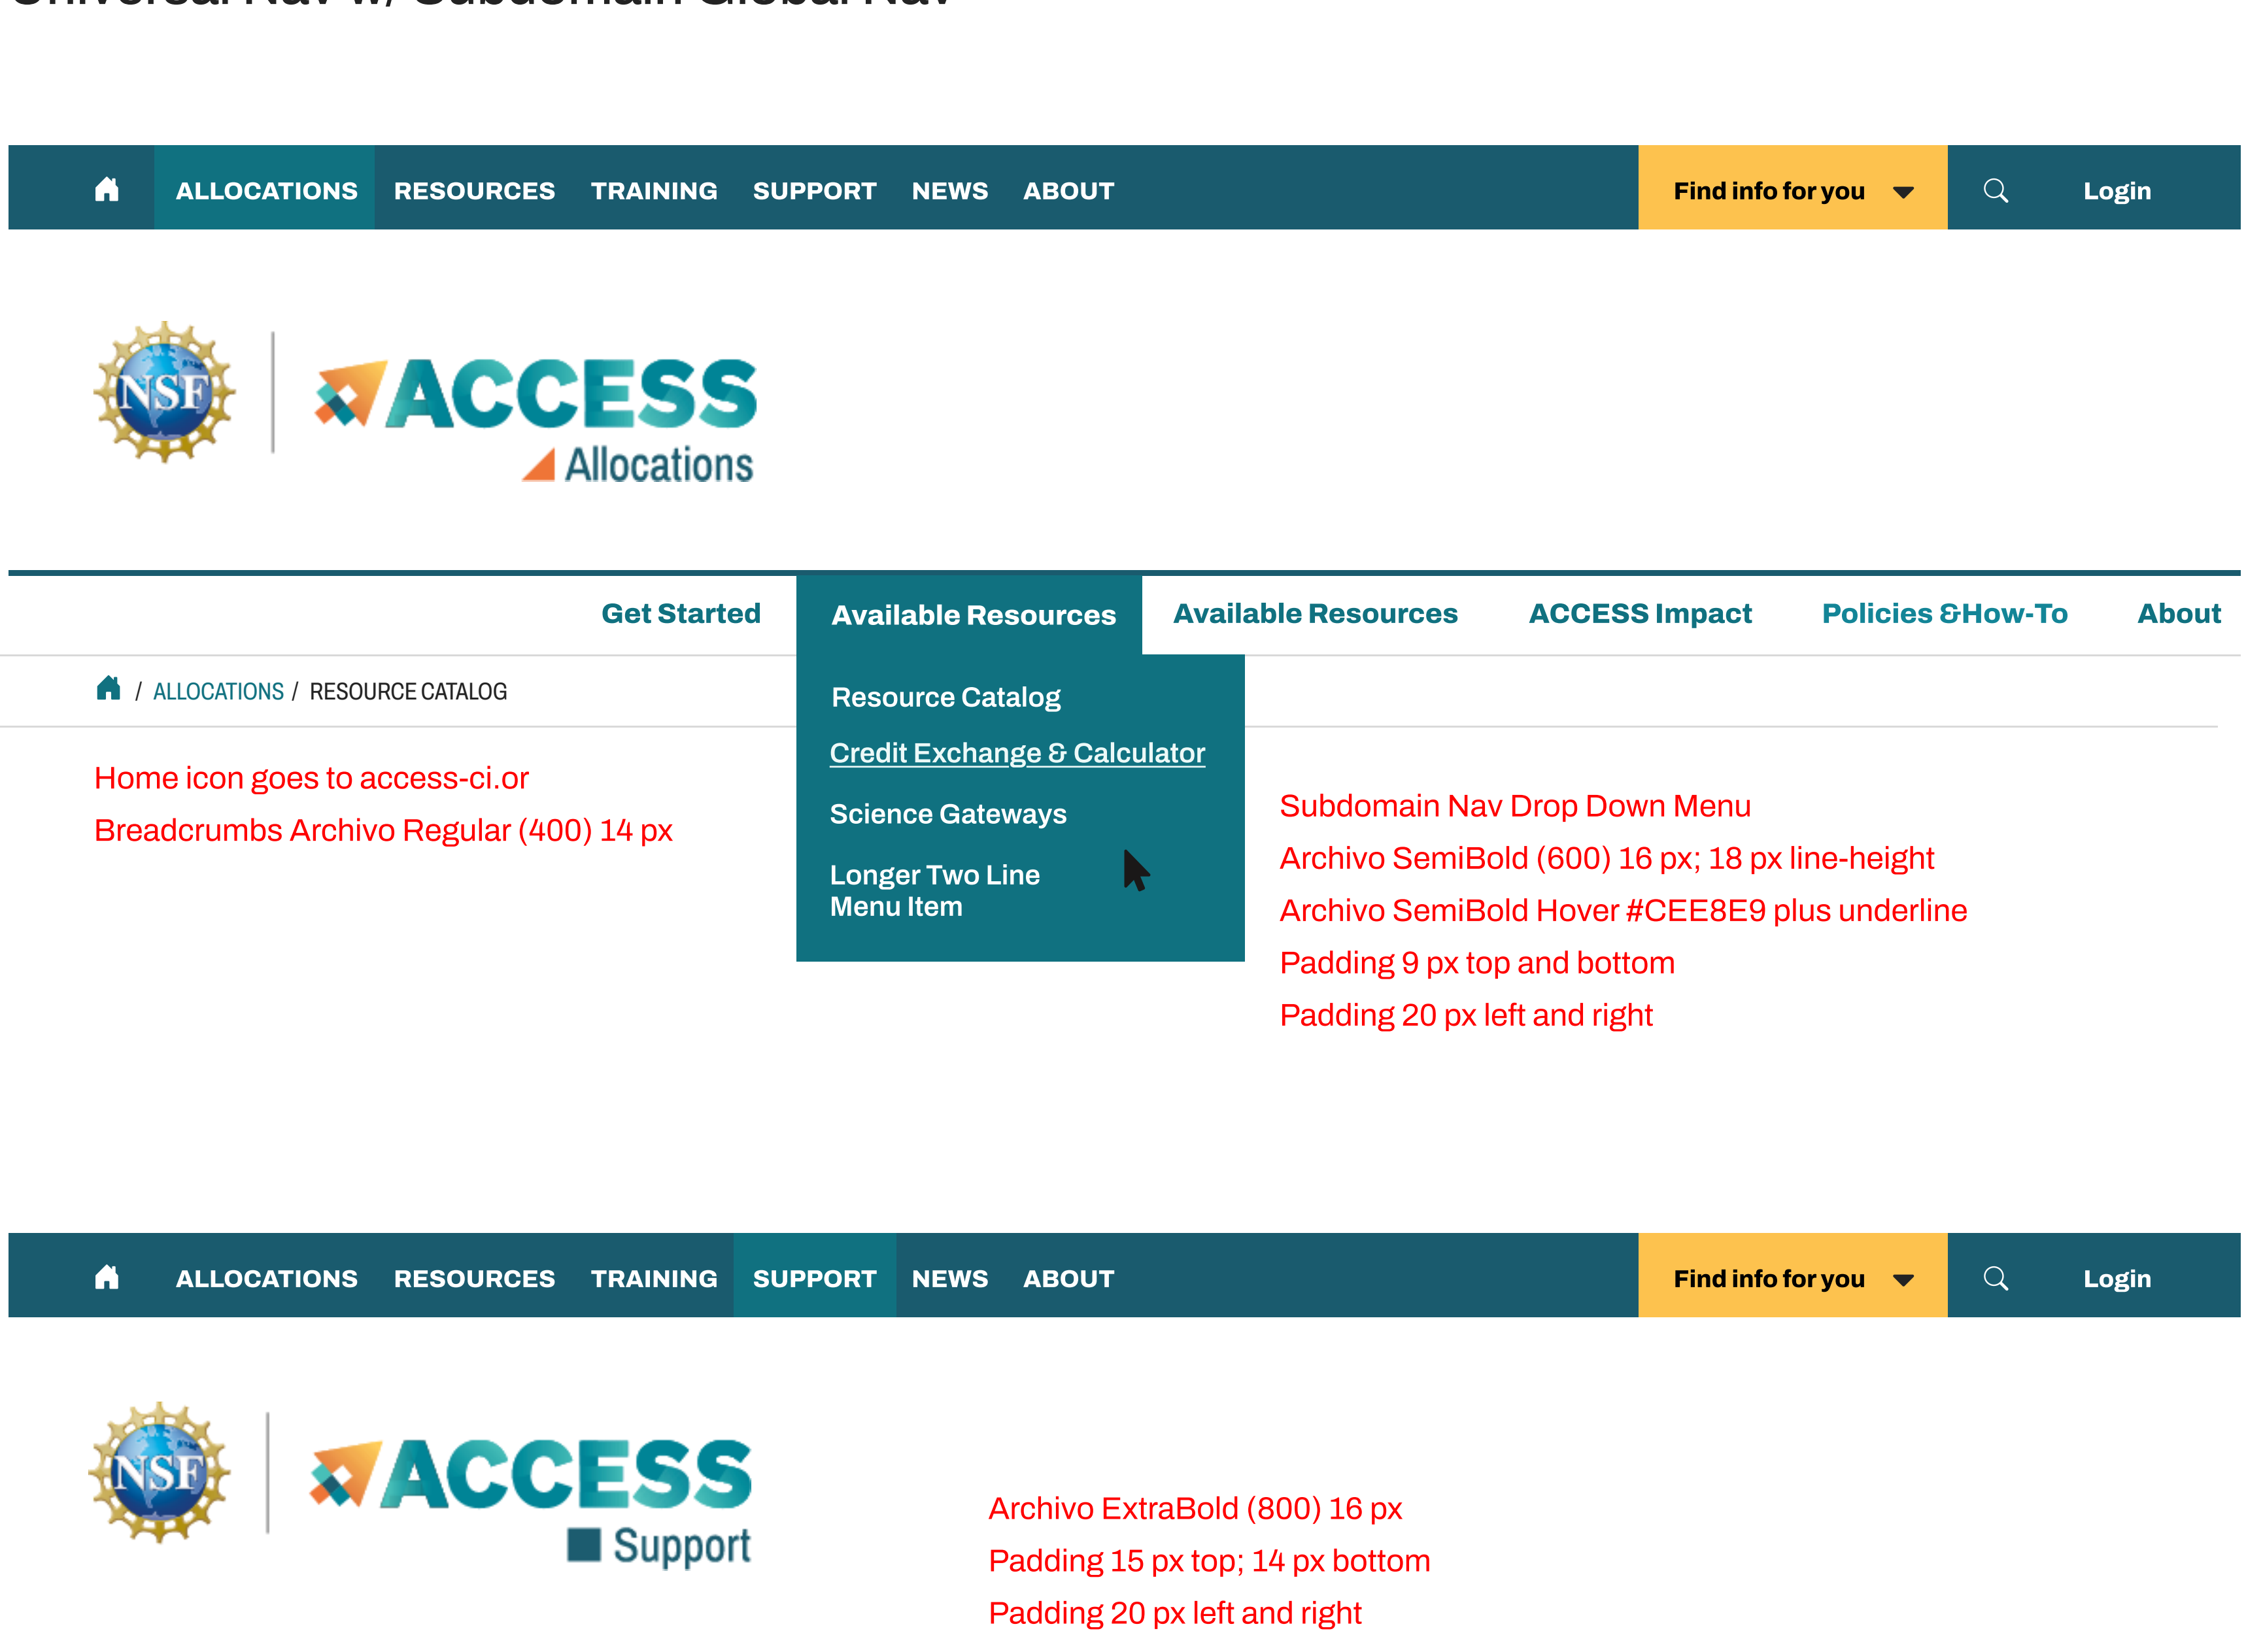 Universal Nav w/ Subdomain Global Nav
ALLOCATIONS RESOURCES TRAINING SUPPORT NEWS ABOUT Find info for you Login
NSF ACCESS
Allocations
Get Started Available Resources Available Resources ACCESS Impact Policies &How-To About
/ ALLOCATIONS / RESOURCE CATALOG
Resource Catalog
Credit Exchange & Calculator
Science Gateways
Longer Two Line
Menu Item
Home icon goes to access-ci.or
Breadcrumbs Archivo Regular (400) 14 px
Subdomain Nav Drop Down Menu
Archivo SemiBold (600) 16 px; 18 px line-height
Archivo SemiBold Hover #CEE8E9 plus underline
Padding 9 px top and bottom
Padding 20 px left and right
ALLOCATIONS RESOURCES TRAINING SUPPORT NEWS ABOUT Find info for you Login
NSF ACCESS
Support
Archivo ExtraBold (800) 16 px
Padding 15 px top; 14 px bottom
Padding 20 px left and right